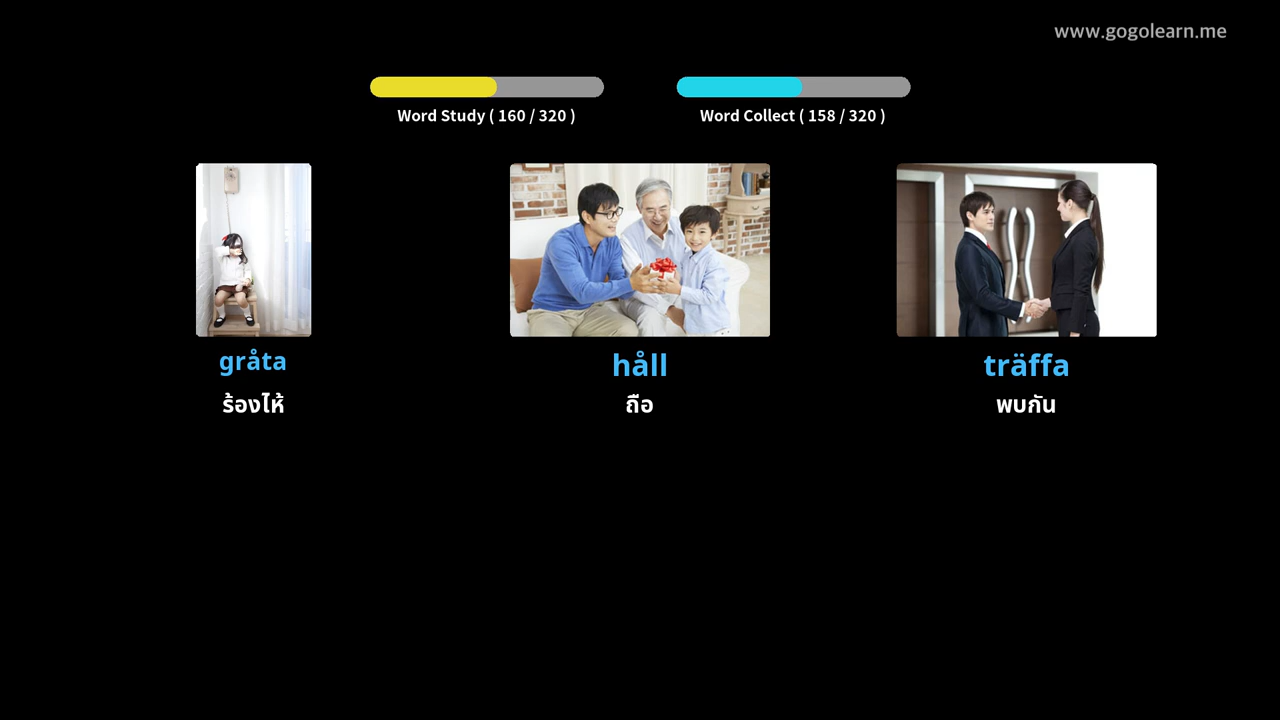 www.gogolearn.me
Word Study ( 160 / 320 )
Word Collect ( 158 / 320 )
gråta
håll
träffa
ร้องไห้
ถือ
พบกัน